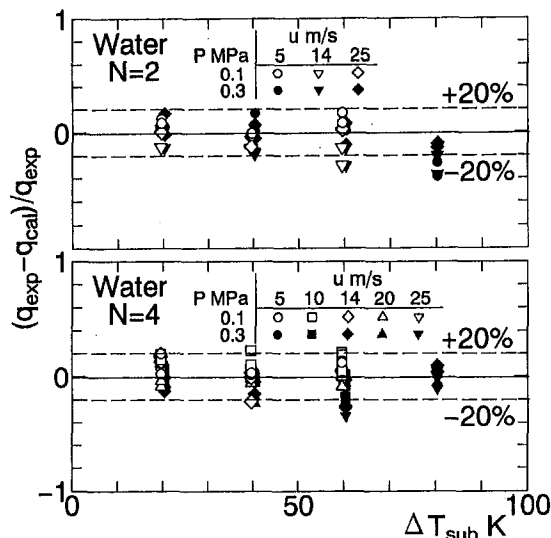 1
Water
N=2
u m/s
P MPa 5 14 25
0.1 ○ ▽ ◇
0.3 ● ▼ ◆
+20%
0
−20%
(qexp−qcal)/qexp
1
Water
N=4
u m/s
P MPa 5 10 14 20 25
0.1 ○ □ ◇ △ ▽
0.3 ● ■ ◆ ▲ ▼
+20%
0
−20%
−1
0 50 100
ΔTsub K